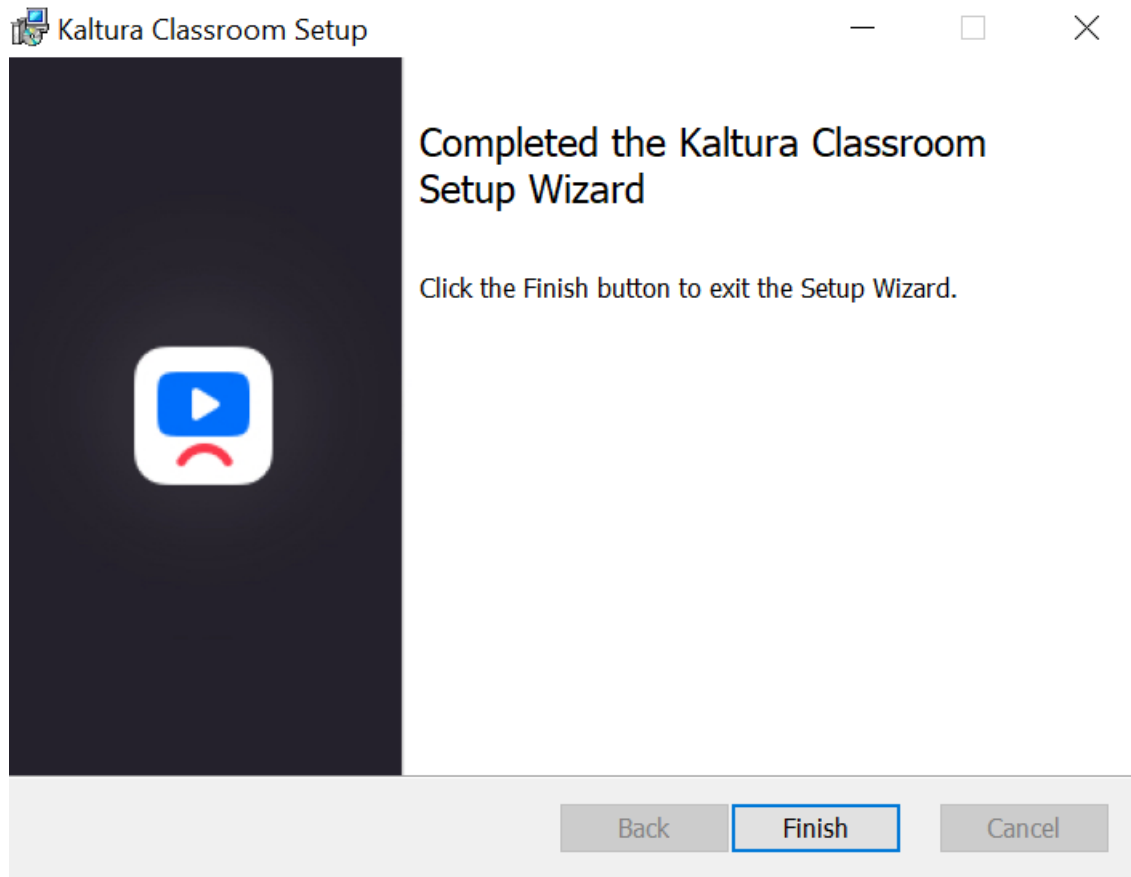 Kaltura Classroom Setup
Completed the Kaltura Classroom
Setup Wizard
Click the Finish button to exit the Setup Wizard.
Back
Finish
Cancel